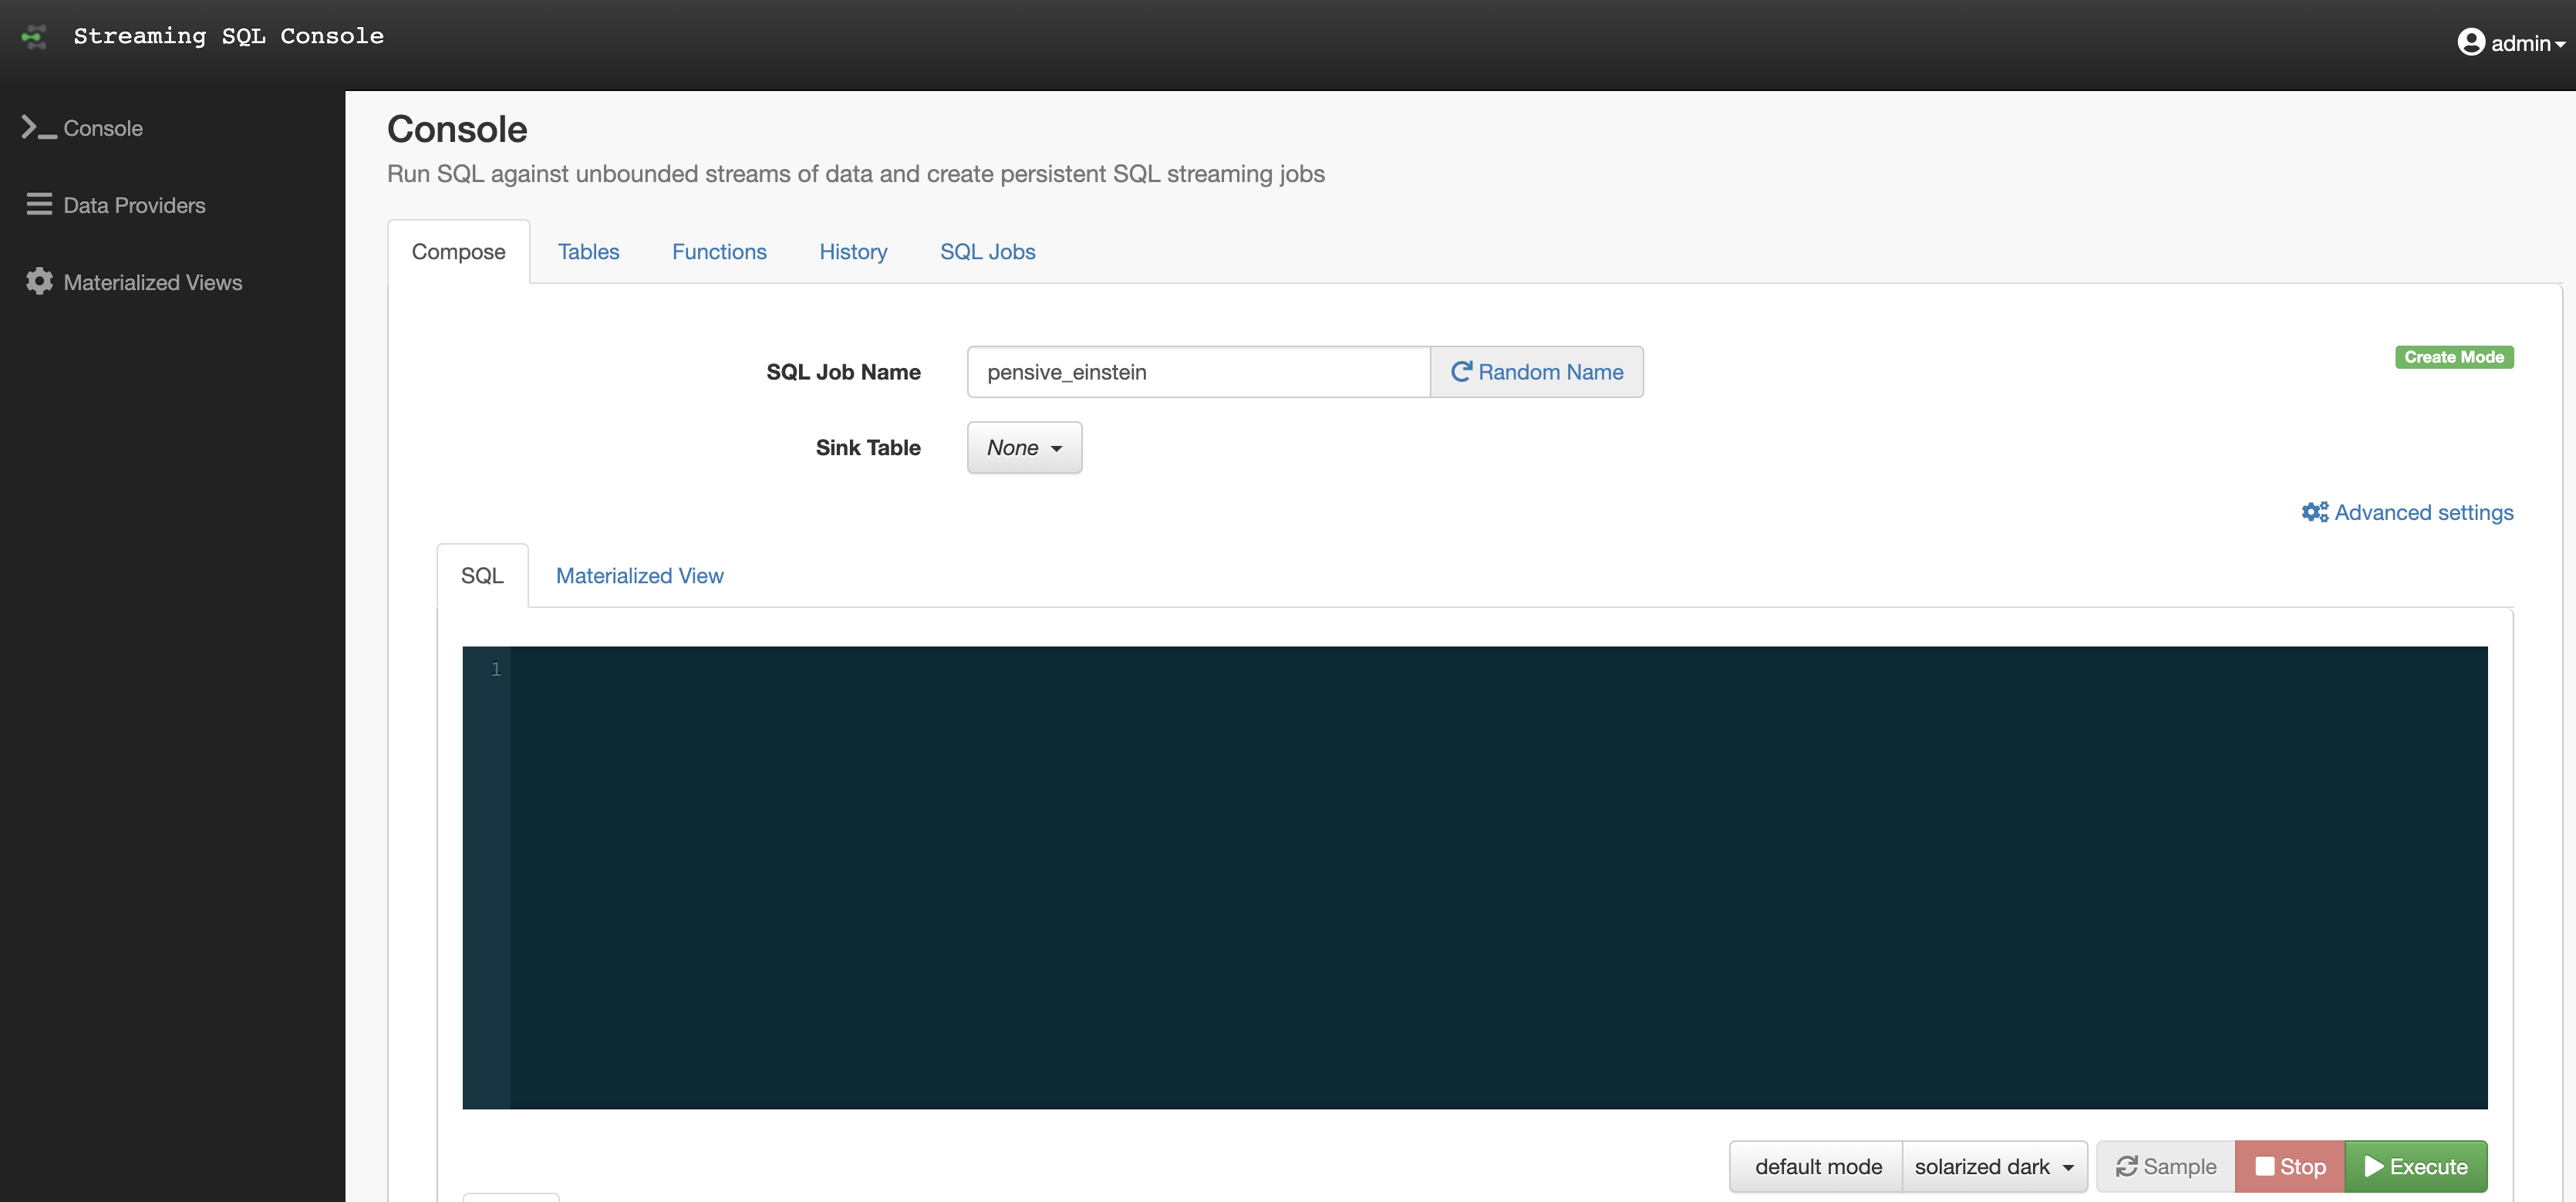 Streaming SQL Console
admin
Console
Data Providers
Materialized Views
Console
Run SQL against unbounded streams of data and create persistent SQL streaming jobs
Compose Tables Functions History SQL Jobs
SQL Job Name pensive_einstein Random Name Create Mode
Sink Table None
Advanced settings
SQL Materialized View
1
default mode solarized dark Sample Stop Execute